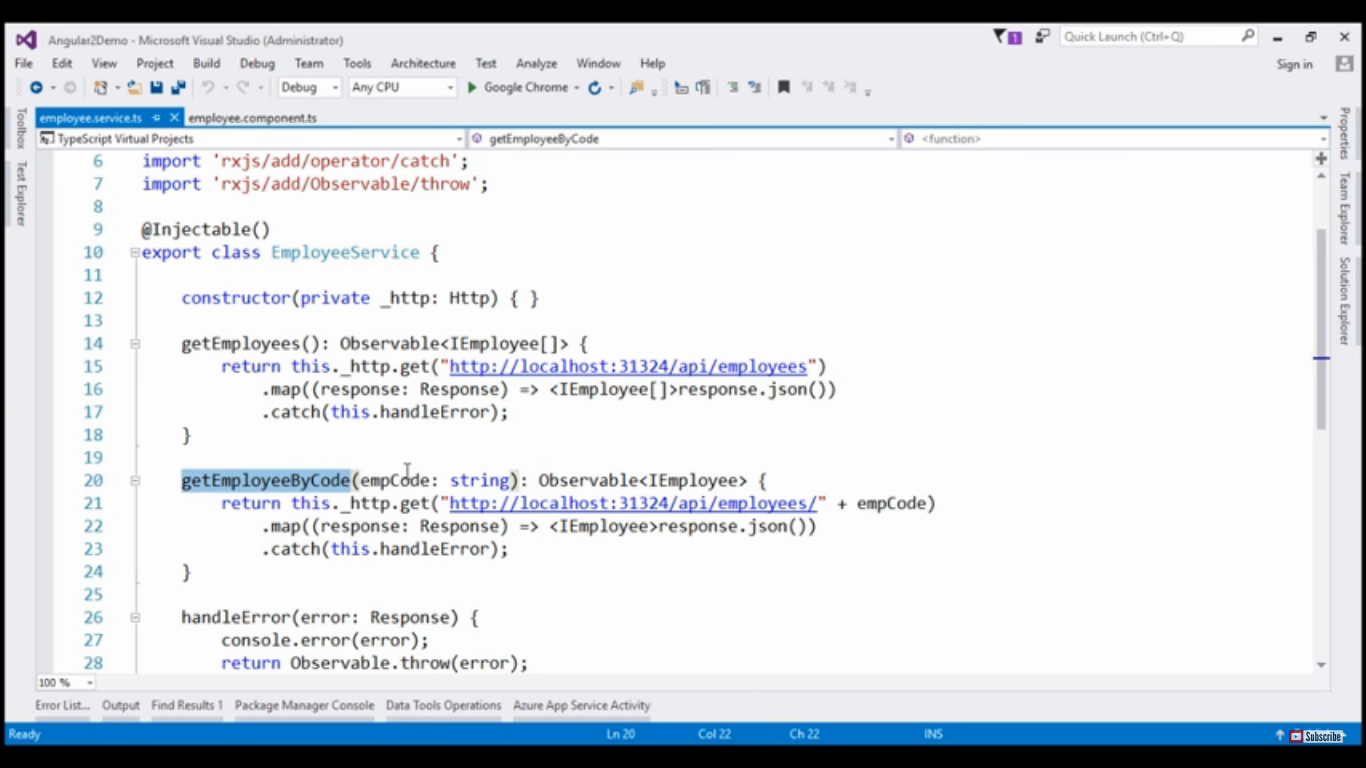 Angular2Demo - Microsoft Visual Studio (Administrator)
1
Quick Launch (Ctrl+Q)
File Edit View Project Build Debug Team Tools Architecture Test Analyze Window Help
Sign in
Debug Any CPU Google Chrome
employee.service.ts employee.component.ts
TypeScript Virtual Projects getEmployeeByCode <function>
Toolbox
Test Explorer
Properties
Team Explorer
Solution Explorer
6 import 'rxjs/add/operator/catch';
7 import 'rxjs/add/Observable/throw';
8
9 @Injectable()
10 export class EmployeeService {
11
12 constructor(private _http: Http) { }
13
14 getEmployees(): Observable<IEmployee[]> {
15 return this._http.get("http://localhost:31324/api/employees")
16 .map((response: Response) => <IEmployee[]>response.json())
17 .catch(this.handleError);
18 }
19
20 getEmployeeByCode(empCode: string): Observable<IEmployee> {
21 return this._http.get("http://localhost:31324/api/employees/" + empCode)
22 .map((response: Response) => <IEmployee>response.json())
23 .catch(this.handleError);
24 }
25
26 handleError(error: Response) {
27 console.error(error);
28 return Observable.throw(error);
100 %
Error List... Output Find Results 1 Package Manager Console Data Tools Operations Azure App Service Activity
Ready Ln 20 Col 22 Ch 22 INS
Subscribe